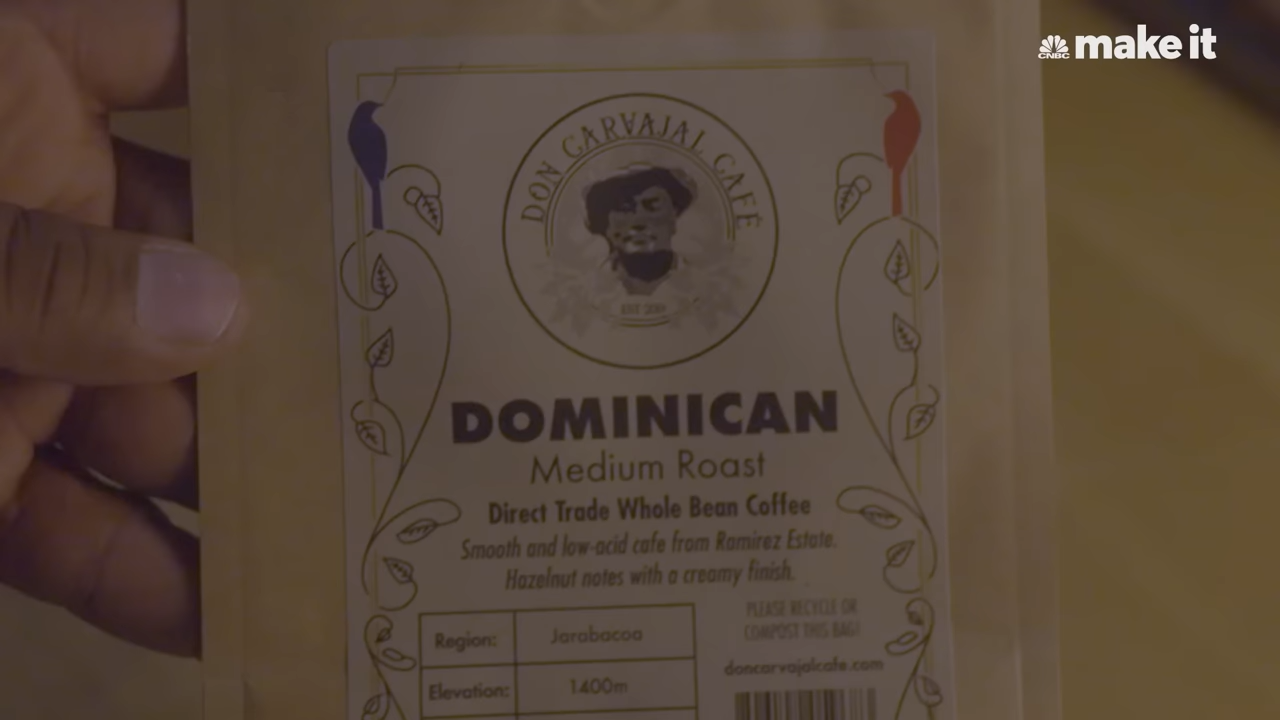 CNBC make it
DON CARVAJAL CAFÉ
DOMINICAN
Medium Roast
Direct Trade Whole Bean Coffee
Smooth and low-acid cafe from Ramirez Estate.
Hazelnut notes with a creamy finish.
Region: Jarabacoa
Elevation: 1400m
PLEASE RECYCLE OR
COMPOST THIS BAG!
doncarvajalcafe.com